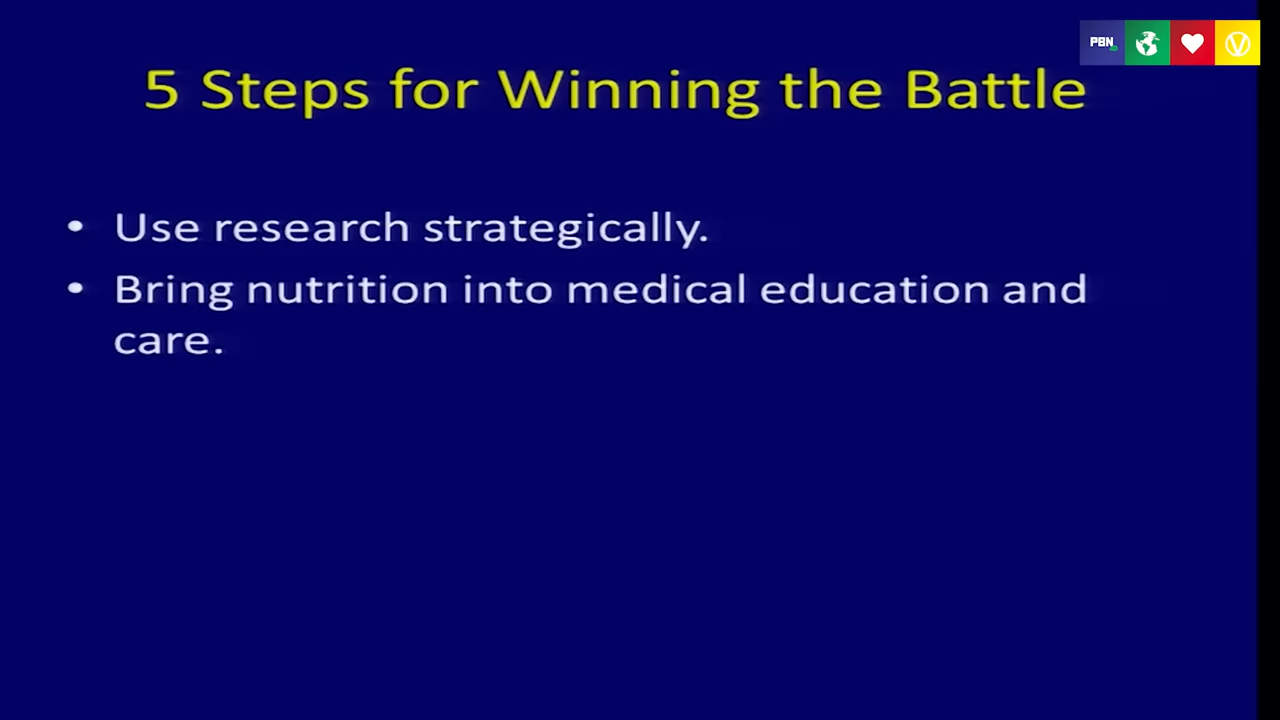 PBN
5 Steps for Winning the Battle
• Use research strategically.
• Bring nutrition into medical education and
care.